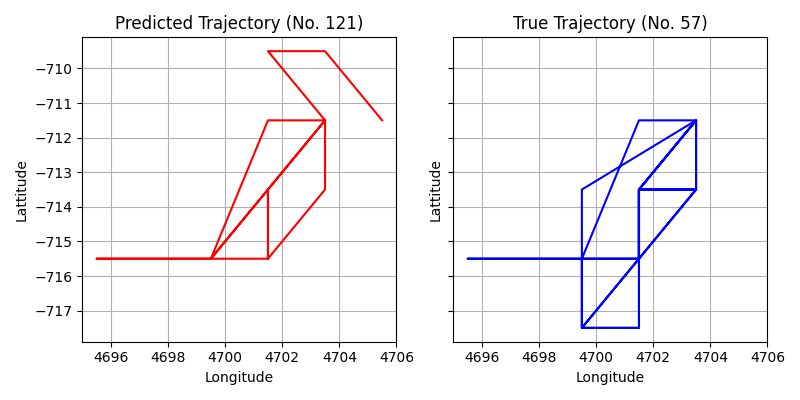 Predicted Trajectory (No. 121)
True Trajectory (No. 57)
Lattitude
−710
−711
−712
−713
−714
−715
−716
−717
4696 4698 4700 4702 4704 4706
Longitude
Lattitude
4696 4698 4700 4702 4704 4706
Longitude